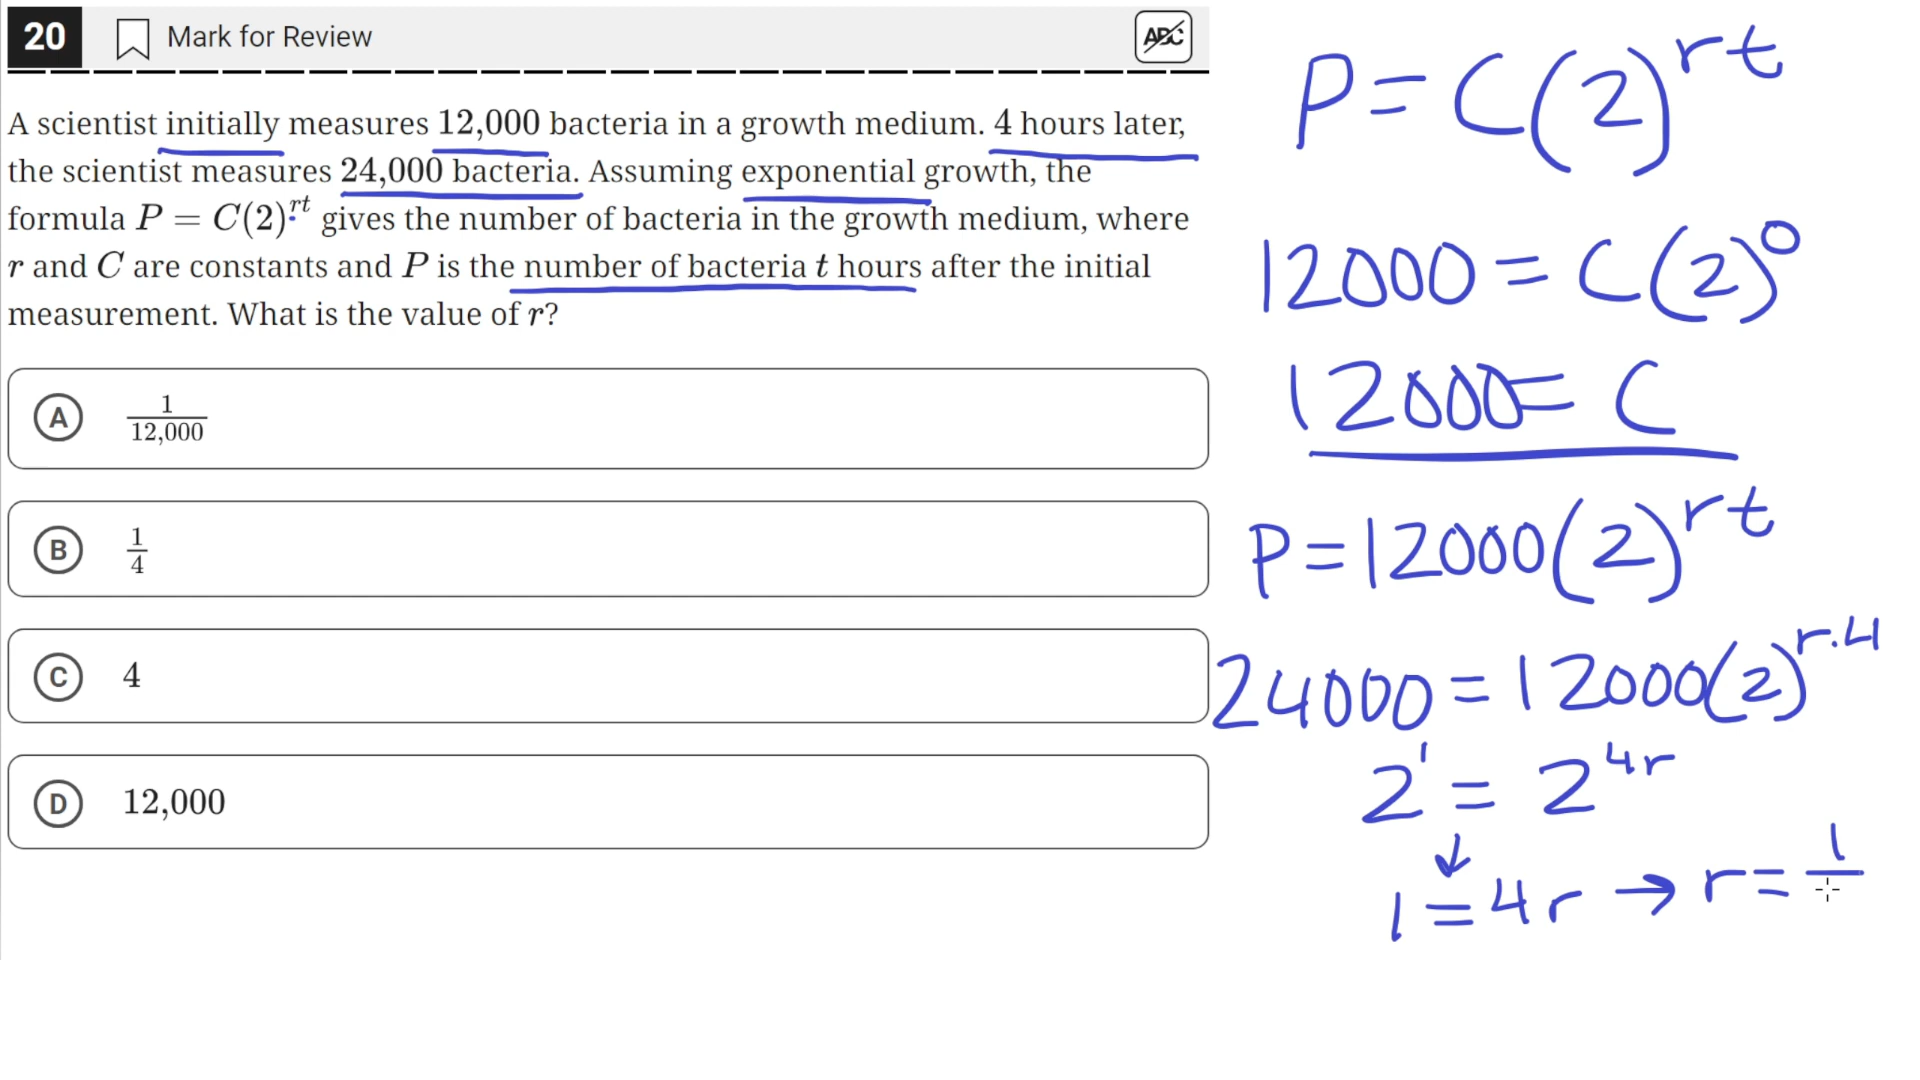 20 Mark for Review ABC
A scientist initially measures 12,000 bacteria in a growth medium. 4 hours later,
the scientist measures 24,000 bacteria. Assuming exponential growth, the
formula P = C(2)^{rt} gives the number of bacteria in the growth medium, where
r and C are constants and P is the number of bacteria t hours after the initial
measurement. What is the value of r?
A 1/12,000
B 1/4
C 4
D 12,000
P = C(2)^{rt}
12000 = C(2)^0
12000 = C
P = 12000(2)^{rt}
24000 = 12000(2)^{r.4}
2^1 = 2^{4r}
↓
1 = 4r → r = 1/